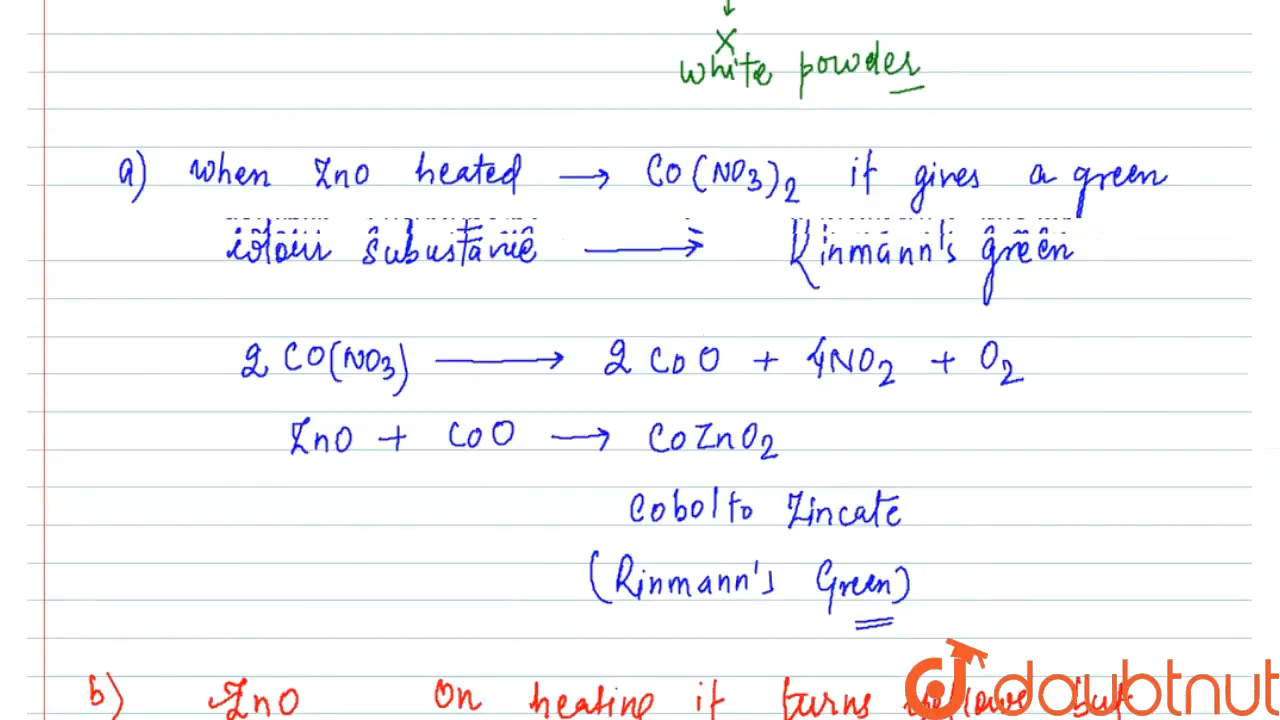 X
white powder
a) when ZnO heated → Co(NO3)2 it gives a green
colour substance → Rinmann's green
2 CO(NO3) → 2 CoO + 4NO2 + O2
ZnO + CoO → CoZnO2
Cobolto Zincate
(Rinmann's Green)
b) ZnO On heating it turns but
doubtnut